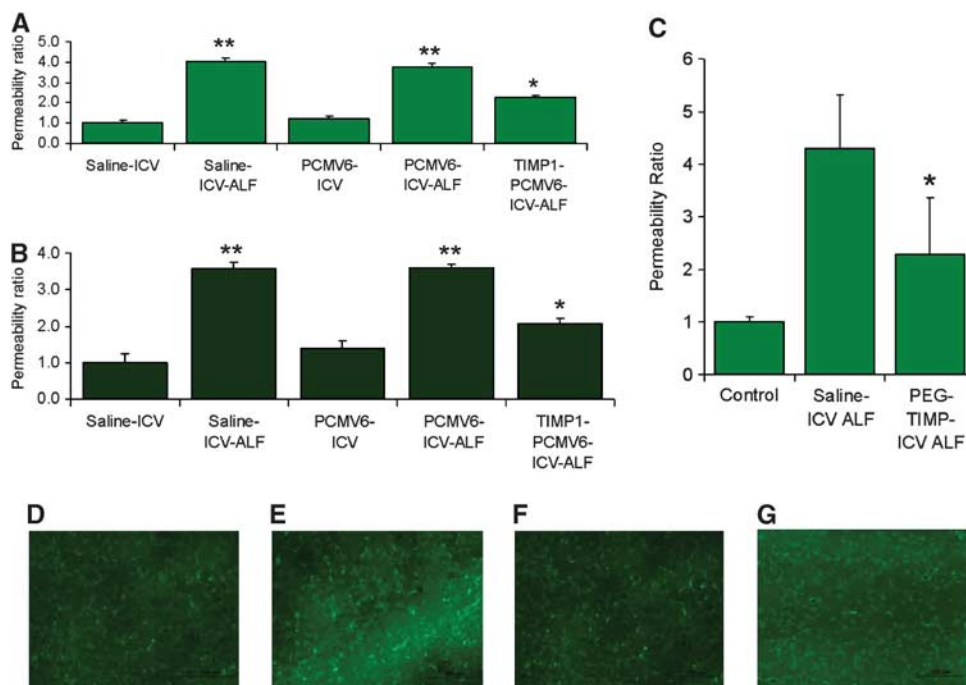 A
Permeability ratio
5.0
4.0
3.0
2.0
1.0
0.0
**
**
*
Saline-ICV
Saline-
ICV-ALF
PCMV6-
ICV
PCMV6-
ICV-ALF
TIMP1-
PCMV6-
ICV-ALF
B
Permeability ratio
4.0
3.0
2.0
1.0
0.0
**
**
*
Saline-ICV
Saline-
ICV-ALF
PCMV6-
ICV
PCMV6-
ICV-ALF
TIMP1-
PCMV6-
ICV-ALF
C
Permeability Ratio
6
5
4
3
2
1
0
*
Control
Saline-
ICV ALF
PEG-
TIMP-
ICV ALF
D
E
F
G